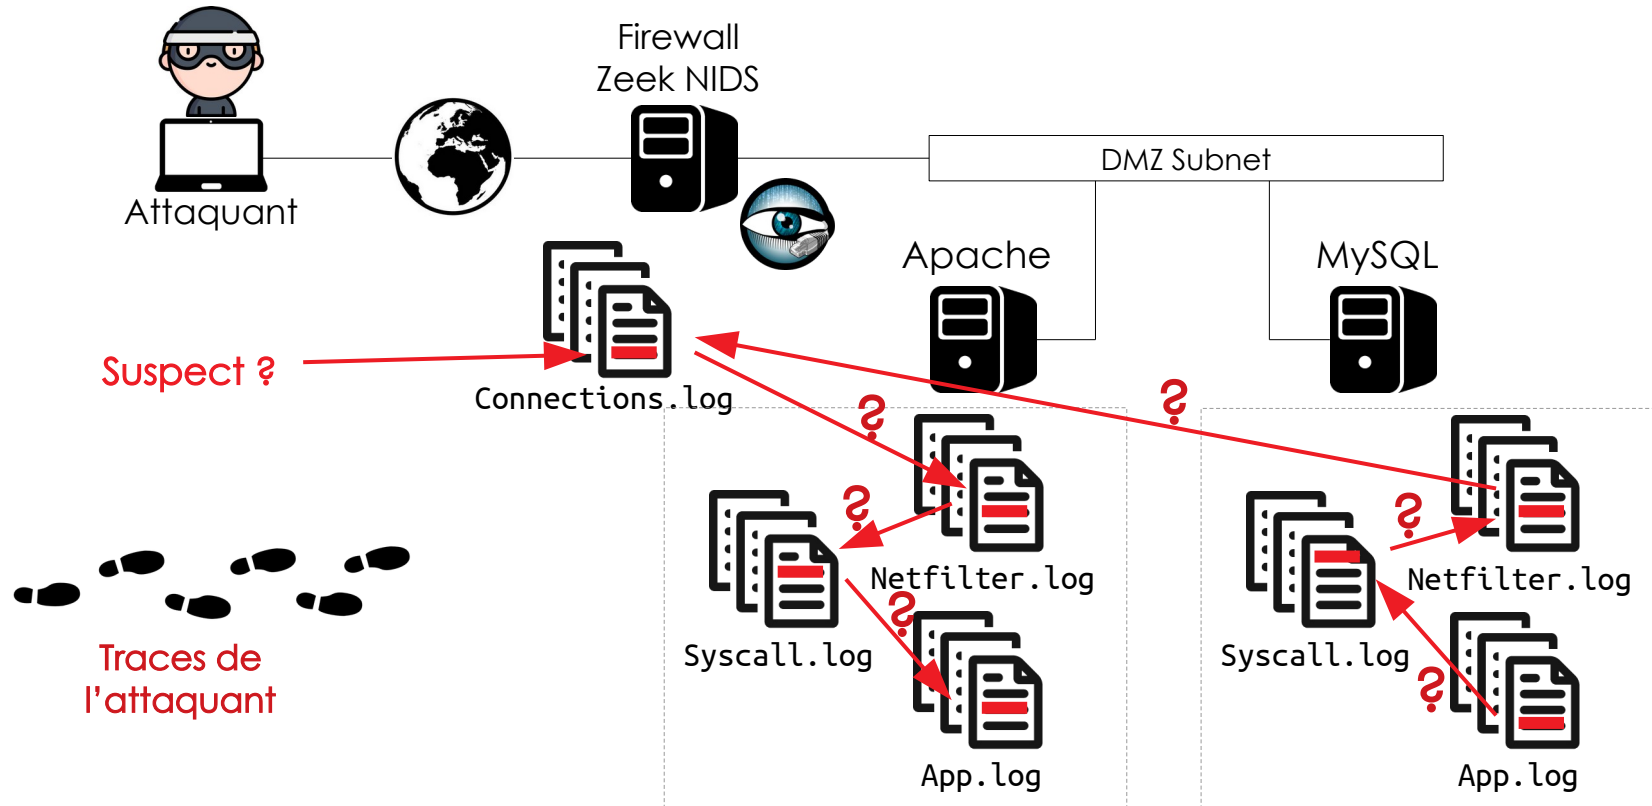 Firewall
Zeek NIDS
DMZ Subnet
Attaquant
Apache
MySQL
Suspect ?
Connections.log
?
?
?
?
Netfilter.log
?
Netfilter.log
?
Syscall.log
Syscall.log
?
Traces de
l'attaquant
App.log
App.log